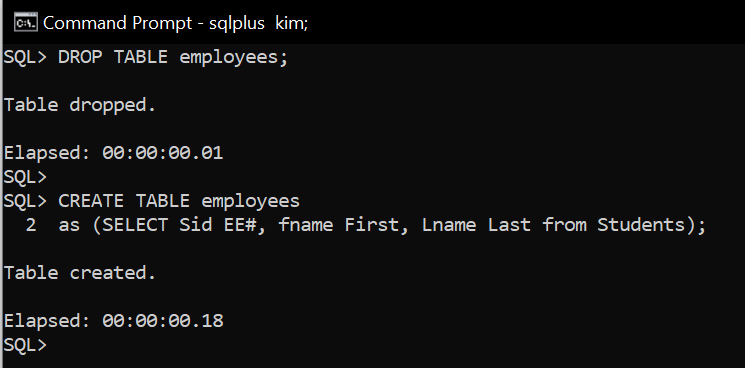 Command Prompt - sqlplus  kim;
SQL> DROP TABLE employees;
Table dropped.
Elapsed: 00:00:00.01
SQL>
SQL> CREATE TABLE employees
  2  as (SELECT Sid EE#, fname First, Lname Last from Students);
Table created.
Elapsed: 00:00:00.18
SQL>